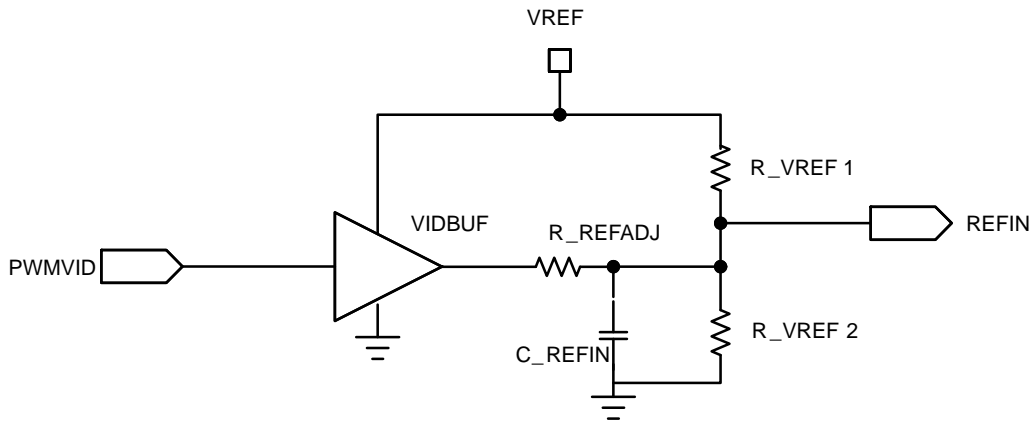 VREF
R_VREF 1
VIDBUF
R_REFADJ
REFIN
PWMVID
R_VREF 2
C_REFIN